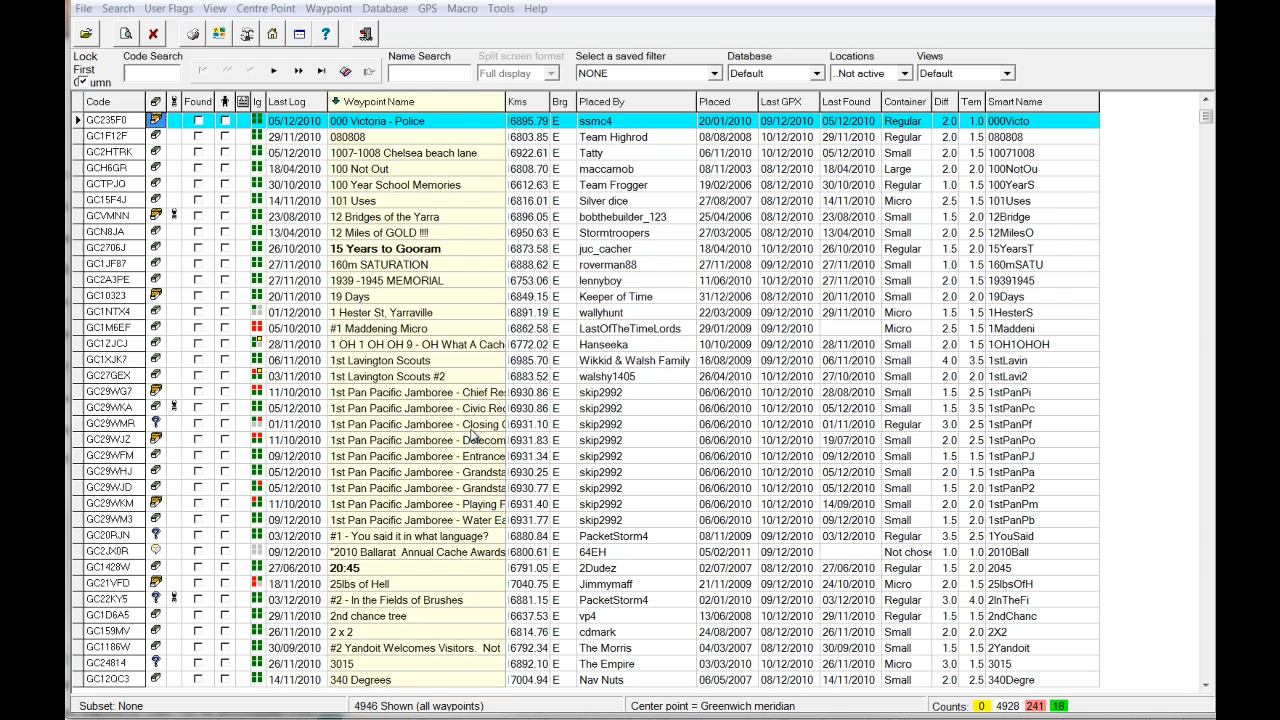 File Search User Flags View Centre Point Waypoint Database GPS Macro Tools Help
Lock First Code Search Name Search Split screen format Select a saved filter Database Locations Views
umn Full display NONE Default ..Not active Default
Code Found Ig Last Log Waypoint Name Kms Brg Placed By Placed Last GPX Last Found Container Diff Terrn Smart Name
GC235F0 05/12/2010 000 Victoria - Police 6895.79 E ssmc4 20/01/2010 09/12/2010 05/12/2010 Regular 2.0 1.0 000Victo
GC1F12F 29/11/2010 080808 6803.85 E Team Highrod 08/08/2008 10/12/2010 29/11/2010 Regular 2.0 1.5 080808
GC2HTRK 05/12/2010 1007-1008 Chelsea beach lane 6922.61 E Tatty 06/11/2010 10/12/2010 05/12/2010 Small 2.0 1.5 10071008
GCH6GR 18/04/2010 100 Not Out 6808.70 E maccamob 08/11/2003 08/12/2010 18/04/2010 Large 2.0 1.5 100NotOu
GCTPJQ 30/10/2010 100 Year School Memories 6612.63 E Team Frogger 19/02/2006 08/12/2010 30/10/2010 Regular 1.0 1.5 100YearS
GC15F4J 14/11/2010 101 Uses 6816.01 E Silver dice 27/08/2007 08/12/2010 14/11/2010 Micro 2.5 1.5 101Uses
GCVMNN 23/08/2010 12 Bridges of the Yarra 6896.05 E bobthebuilder_123 25/04/2006 08/12/2010 23/08/2010 Small 2.0 1.5 12Bridge
GCN8JA 13/04/2010 12 Miles of GOLD !!!! 6950.63 E Stormtroopers 27/03/2005 08/12/2010 13/04/2010 Small 2.0 2.5 12MilesO
GC2706J 26/10/2010 15 Years to Gooram 6873.58 E juc_cacher 18/04/2010 10/12/2010 26/10/2010 Regular 1.5 2.0 15YearsT
GC1JF87 27/11/2010 160m SATURATION 6888.62 E roverman88 27/11/2008 09/12/2010 27/11/2010 Small 1.5 2.5 160mSATU
GC2A3PE 27/11/2010 1939 -1945 MEMORIAL 6753.06 E lennyboy 11/06/2010 10/12/2010 27/11/2010 Small 2.0 1.5 19391945
GC10323 20/11/2010 19 Days 6849.15 E Keeper of Time 31/12/2006 08/12/2010 20/11/2010 Small 2.0 2.0 19Days
GC1NTX4 01/12/2010 1 Hester St, Yarraville 6891.19 E wallyhunt 22/03/2009 09/12/2010 29/11/2010 Micro 1.5 1.5 1HesterS
GC1M6EF 05/10/2010 #1 Maddening Micro 6862.58 E LastOfTheTimeLords 29/01/2009 09/12/2010 Micro 2.5 1.5 1Maddeni
GC1ZJCJ 28/11/2010 1 OH 1 OH OH 9 - OH What A Cach 6772.02 E Hanseeka 10/10/2009 09/12/2010 28/11/2010 Small 2.0 1.5 1OH1OHOH
GC1XJK7 06/11/2010 1st Lavington Scouts 6985.70 E Wikkid & Walsh Family 16/08/2009 09/12/2010 06/11/2010 Small 4.0 3.5 1stLavin
GC27GEX 03/11/2010 1st Lavington Scouts #2 6883.52 E walshy1405 26/04/2010 10/12/2010 03/11/2010 Small 2.5 2.0 1stLavi2
GC29WG7 11/10/2010 1st Pan Pacific Jamboree - Chief Res 6930.86 E skip2992 06/06/2010 10/12/2010 28/08/2010 Small 1.5 2.0 1stPanPi
GC29WKA 05/12/2010 1st Pan Pacific Jamboree - Civic Rec 6930.86 E skip2992 06/06/2010 10/12/2010 05/12/2010 Small 1.5 3.5 1stPanPc
GC29WMR 01/11/2010 1st Pan Pacific Jamboree - Closing C 6931.10 E skip2992 06/06/2010 10/12/2010 01/11/2010 Regular 3.0 2.5 1stPanPf
GC29WJZ 11/10/2010 1st Pan Pacific Jamboree - 6931.83 E skip2992 06/06/2010 10/12/2010 19/07/2010 Small 2.0 2.5 1stPanPo
GC29WFM 09/12/2010 1st Pan Pacific Jamboree - Entrance 6931.34 E skip2992 06/06/2010 10/12/2010 09/12/2010 Small 1.5 1.5 1stPanPa
GC29WHJ 05/12/2010 1st Pan Pacific Jamboree - Grandsta 6930.25 E skip2992 06/06/2010 10/12/2010 05/12/2010 Small 1.5 2.0 1stPanPn
GC29WJD 05/12/2010 1st Pan Pacific Jamboree - Grandsta 6930.77 E skip2992 06/06/2010 10/12/2010 05/12/2010 Small 1.5 1.5 1stPanP2
GC29WKM 11/10/2010 1st Pan Pacific Jamboree - Playing F 6931.40 E skip2992 06/06/2010 10/12/2010 11/10/2010 Small 2.0 2.5 1stPanPm
GC29WM3 09/12/2010 1st Pan Pacific Jamboree - Water Ea 6931.77 E skip2992 06/06/2010 10/12/2010 09/12/2010 Small 1.5 2.5 1stPanPb
GC20RJN 03/12/2010 #1 - You said it in what language? 6880.84 E PacketStorm4 08/11/2009 09/12/2010 03/12/2010 Regular 3.5 2.5 1YouSaid
GC2JX0R 09/12/2010 "2010 Ballarat Annual Cache Awards 6800.61 E 64EH 05/02/2011 09/12/2010 Not chose 1.0 1.0 2010Ball
GC1428W 27/06/2010 20:45 6791.05 E 2Dudez 02/07/2007 08/12/2010 27/06/2010 Regular 1.5 2.0 2045
GC21VFD 18/11/2010 25lbs of Hell 7040.75 E Jimmymaff 21/11/2009 09/12/2010 24/10/2010 Micro 2.0 4.0 25lbsOfH
GC22KY5 03/12/2010 #2 - In the Fields of Brushes 6881.15 E PacketStorm4 08/01/2010 09/12/2010 03/12/2010 Regular 3.0 4.0 2InTheFi
GC1D6A5 29/11/2010 2nd chance tree 6637.53 E vp4 13/06/2008 09/12/2010 29/11/2010 Small 2.0 1.5 2ndChanc
GC159MV 26/11/2010 2 x 2 6814.76 E cdmark 24/08/2007 08/12/2010 26/11/2010 Small 2.0 1.5 2X2
GC1186W 30/09/2010 #2 Yandoit Welcomes Visitors. Not 6792.34 E The Morris 04/03/2007 08/12/2010 30/09/2010 Small 2.0 1.5 2Yandoit
GC24814 26/11/2010 3015 6892.10 E The Empire 03/03/2010 10/12/2010 26/11/2010 Micro 3.0 1.5 3015
GC12QC3 14/11/2010 340 Degrees 7004.94 E Nav Nuts 06/05/2007 08/12/2010 14/11/2010 Small 2.0 2.5 340Degre
Subset: None 4946 Shown (all waypoints) Center point = Greenwich meridian Counts: 0 4928 241 18